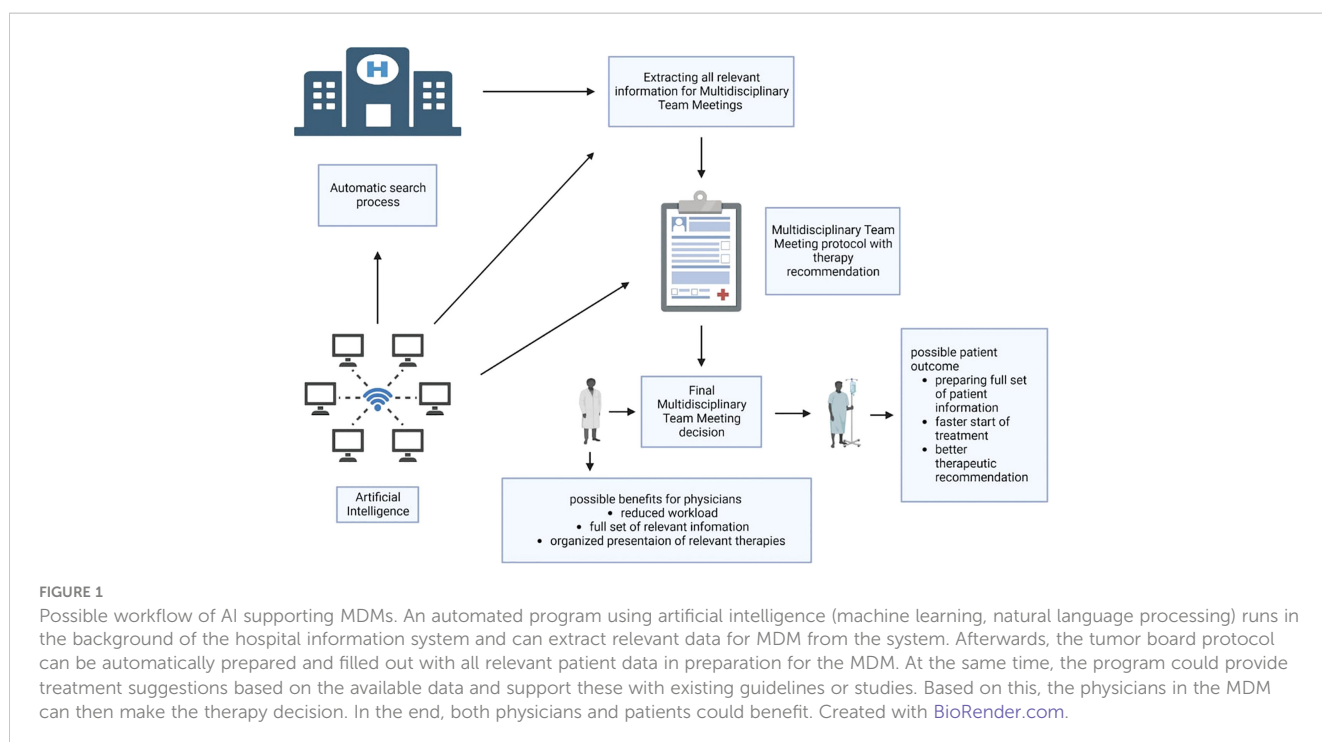 H
Extracting all relevant
information for Multidisciplinary
Team Meetings
Automatic search
process
Multidisciplinary Team
Meeting protocol with
therapy
recommendation
Artificial
Intelligence
Final
Multidisciplinary
Team Meeting
decision
possible patient
outcome
• preparing full set
of patient
information
• faster start of
treatment
• better
therapeutic
recommendation
possible benefits for physicians
• reduced workload
• full set of relevant infomation
• organized presentaion of relevant therapies
FIGURE 1
Possible workflow of AI supporting MDMs. An automated program using artificial intelligence (machine learning, natural language processing) runs in
the background of the hospital information system and can extract relevant data for MDM from the system. Afterwards, the tumor board protocol
can be automatically prepared and filled out with all relevant patient data in preparation for the MDM. At the same time, the program could provide
treatment suggestions based on the available data and support these with existing guidelines or studies. Based on this, the physicians in the MDM
can then make the therapy decision. In the end, both physicians and patients could benefit. Created with BioRender.com.